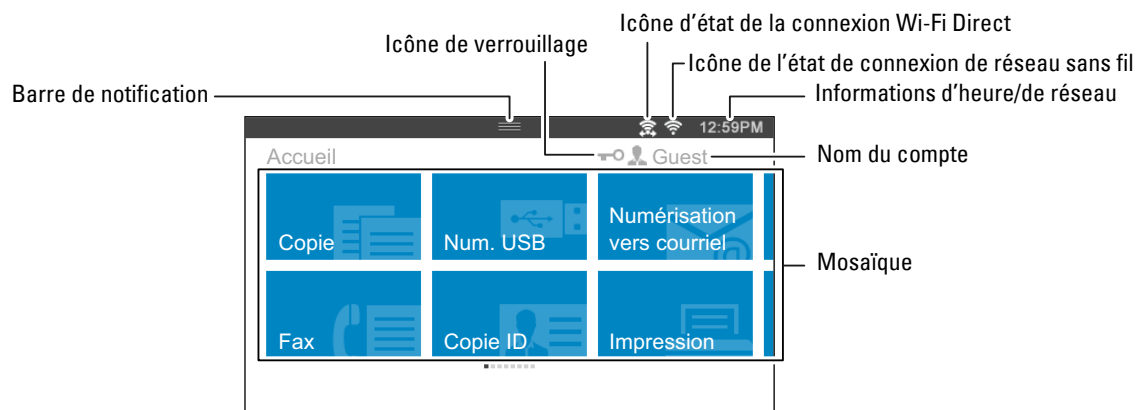 Icône d'état de la connexion Wi-Fi Direct
Icône de verrouillage
Icône de l'état de connexion de réseau sans fil
Barre de notification
Informations d'heure/de réseau
12:59PM
Accueil
Guest
Nom du compte
Copie
Num. USB
Numérisation
vers courriel
Mosaïque
Fax
Copie ID
Impression